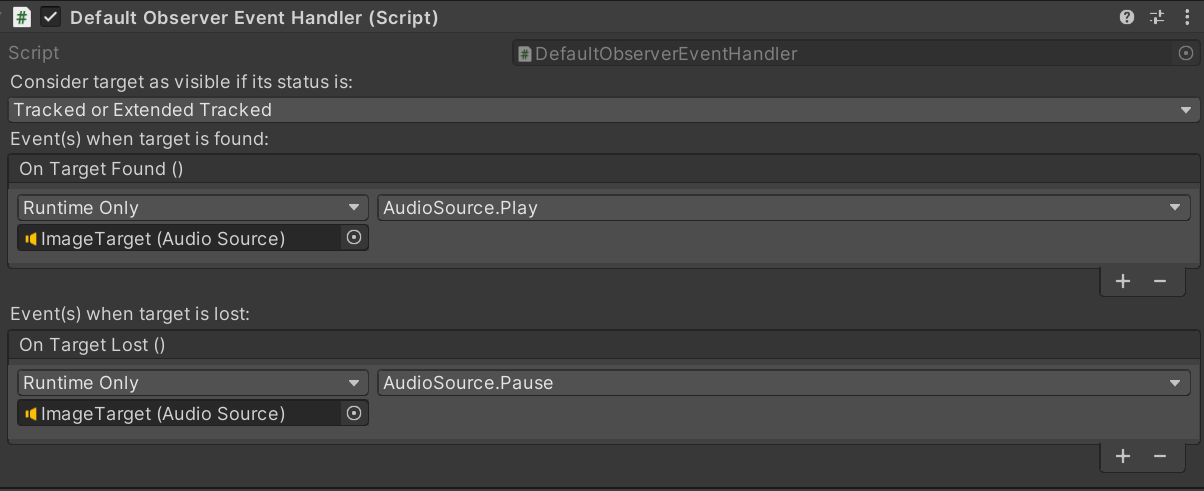 Default Observer Event Handler (Script)
Script
DefaultObserverEventHandler
Consider target as visible if its status is:
Tracked or Extended Tracked
Event(s) when target is found:
On Target Found ()
Runtime Only
AudioSource.Play
ImageTarget (Audio Source)
Event(s) when target is lost:
On Target Lost ()
Runtime Only
AudioSource.Pause
ImageTarget (Audio Source)